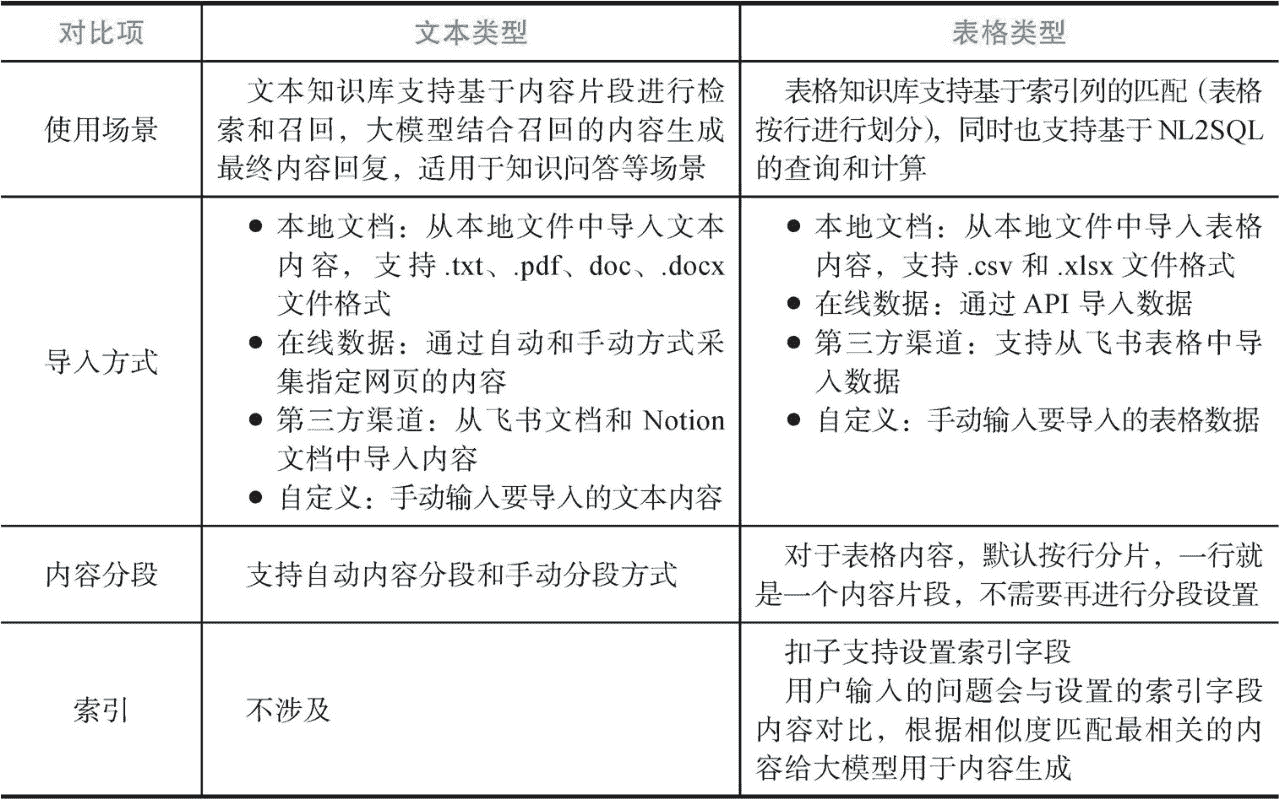 对比项
文本类型
表格类型
使用场景
文本知识库支持基于内容片段进行检
索和召回，大模型结合召回的内容生成
最终内容回复，适用于知识问答等场景
表格知识库支持基于索引列的匹配（表格
按行进行划分），同时也支持基于 NL2SQL
的查询和计算
导入方式
● 本地文档：从本地文件中导入文本
内容，支持 .txt、.pdf、doc、.docx
文件格式
● 在线数据：通过自动和手动方式采
集指定网页的内容
● 第三方渠道：从飞书文档和 Notion
文档中导入内容
● 自定义：手动输入要导入的文本内容
● 本地文档：从本地文件中导入表格
内容，支持 .csv 和 .xlsx 文件格式
● 在线数据：通过 API 导入数据
● 第三方渠道：支持从飞书表格中导
入数据
● 自定义：手动输入要导入的表格数据
内容分段
支持自动内容分段和手动分段方式
对于表格内容，默认按行分片，一行就
是一个内容片段，不需要再进行分段设置
索引
不涉及
扣子支持设置索引字段
用户输入的问题会与设置的索引字段
内容对比，根据相似度匹配最相关的内
容给大模型用于内容生成